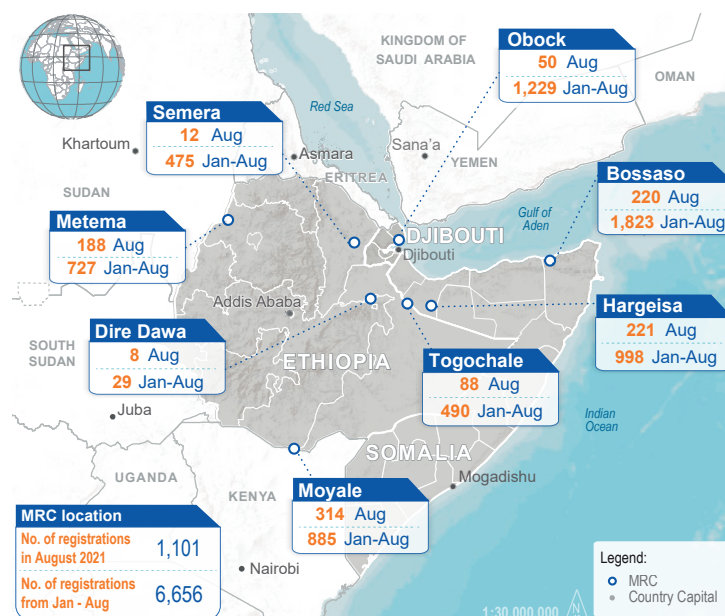 KINGDOM OF
SAUDI ARABIA
OMAN
Obock
50 Aug
1,229 Jan-Aug
Red Sea
Semera
12 Aug
475 Jan-Aug
Khartoum
Asmara
Sana'a
YEMEN
ERITREA
SUDAN
Bossaso
220 Aug
1,823 Jan-Aug
Gulf of
Aden
Metema
188 Aug
727 Jan-Aug
DJIBOUTI
Djibouti
Addis Ababa
Hargeisa
221 Aug
998 Jan-Aug
SOUTH
SUDAN
Dire Dawa
8 Aug
29 Jan-Aug
ETHIOPIA
Togochale
88 Aug
490 Jan-Aug
Juba
Indian
Ocean
SOMALIA
Mogadishu
UGANDA
KENYA
Moyale
314 Aug
885 Jan-Aug
MRC location
No. of registrations
in August 2021
1,101
No. of registrations
from Jan - Aug
6,656
Nairobi
Legend:
MRC
Country Capital
1:30 000 000
N